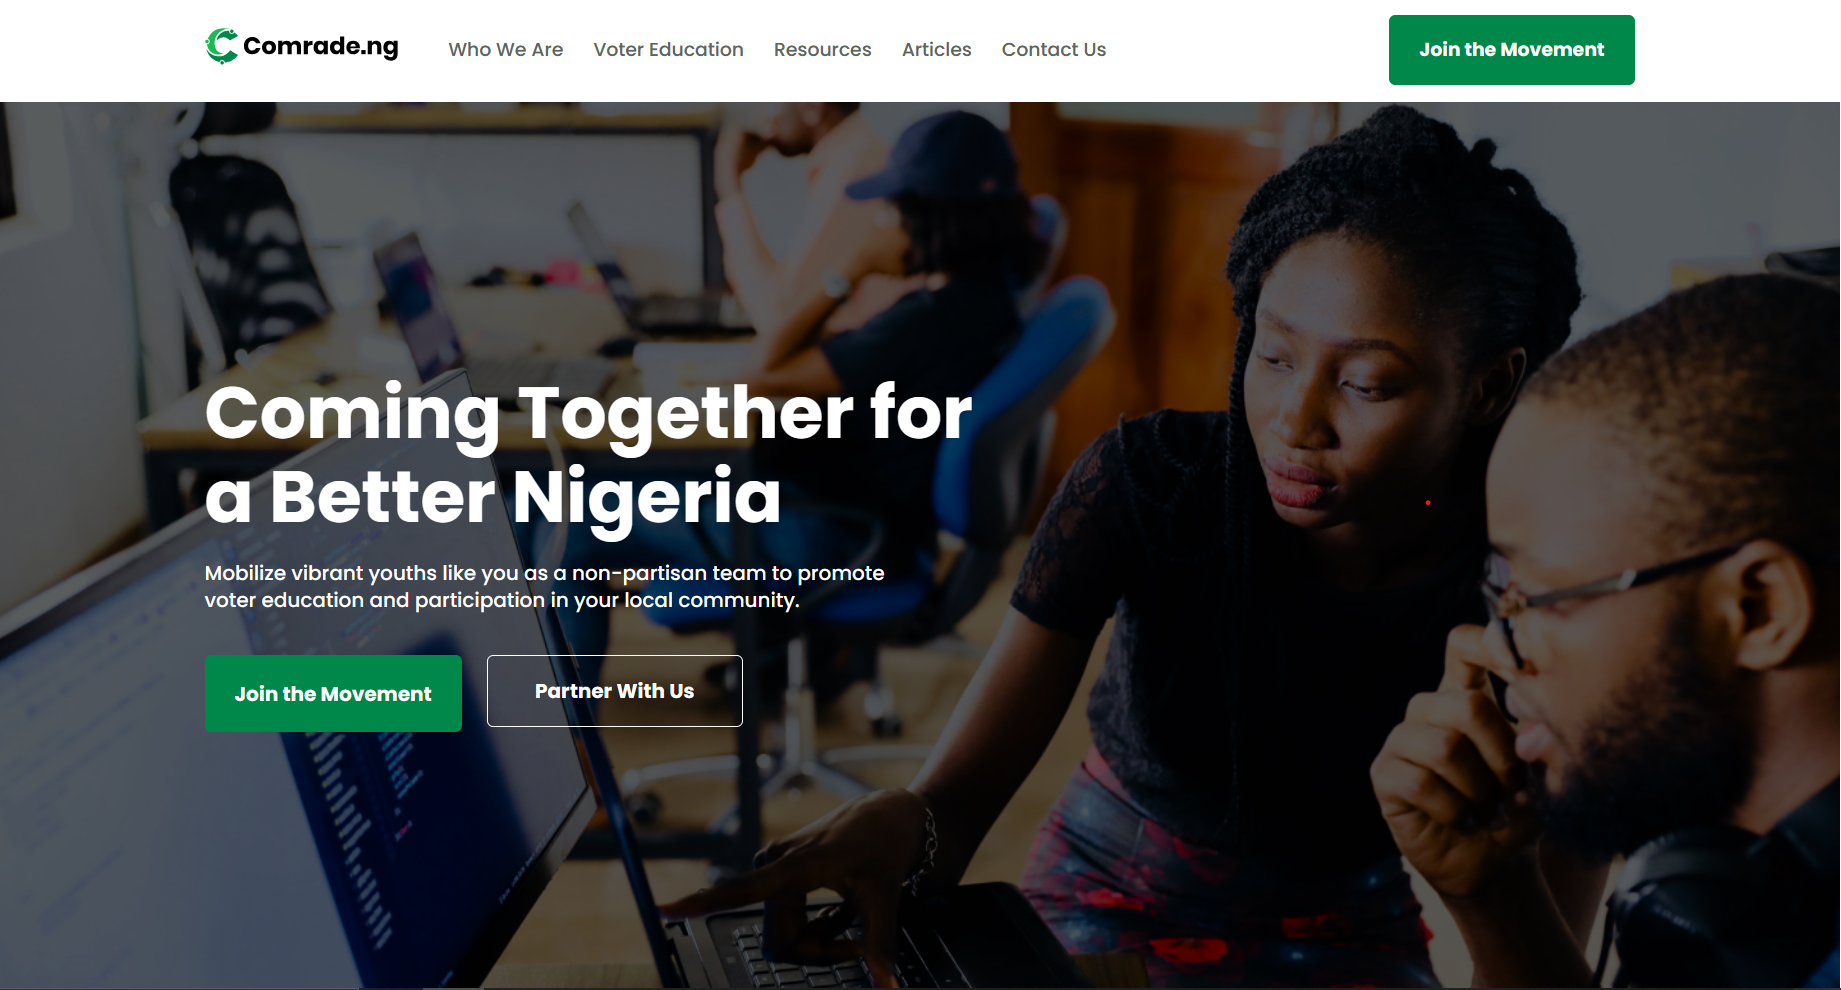 Comrade.ng
Who We Are
Voter Education
Resources
Articles
Contact Us
Join the Movement
Coming Together for
a Better Nigeria
Mobilize vibrant youths like you as a non-partisan team to promote
voter education and participation in your local community.
Join the Movement
Partner With Us